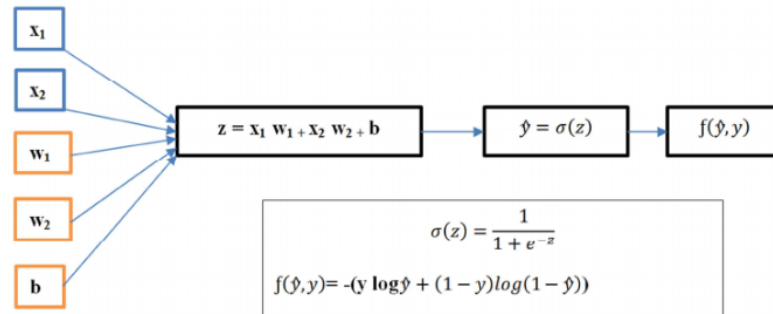 x₁
x₂
w₁
w₂
b
z = x₁ w₁ + x₂ w₂ + b
ŷ = σ(z)
f(ŷ, y)
σ(z) = 1 / (1 + e⁻ᶻ)
f(ŷ, y)= -(y logŷ + (1 − y)log(1 − ŷ))